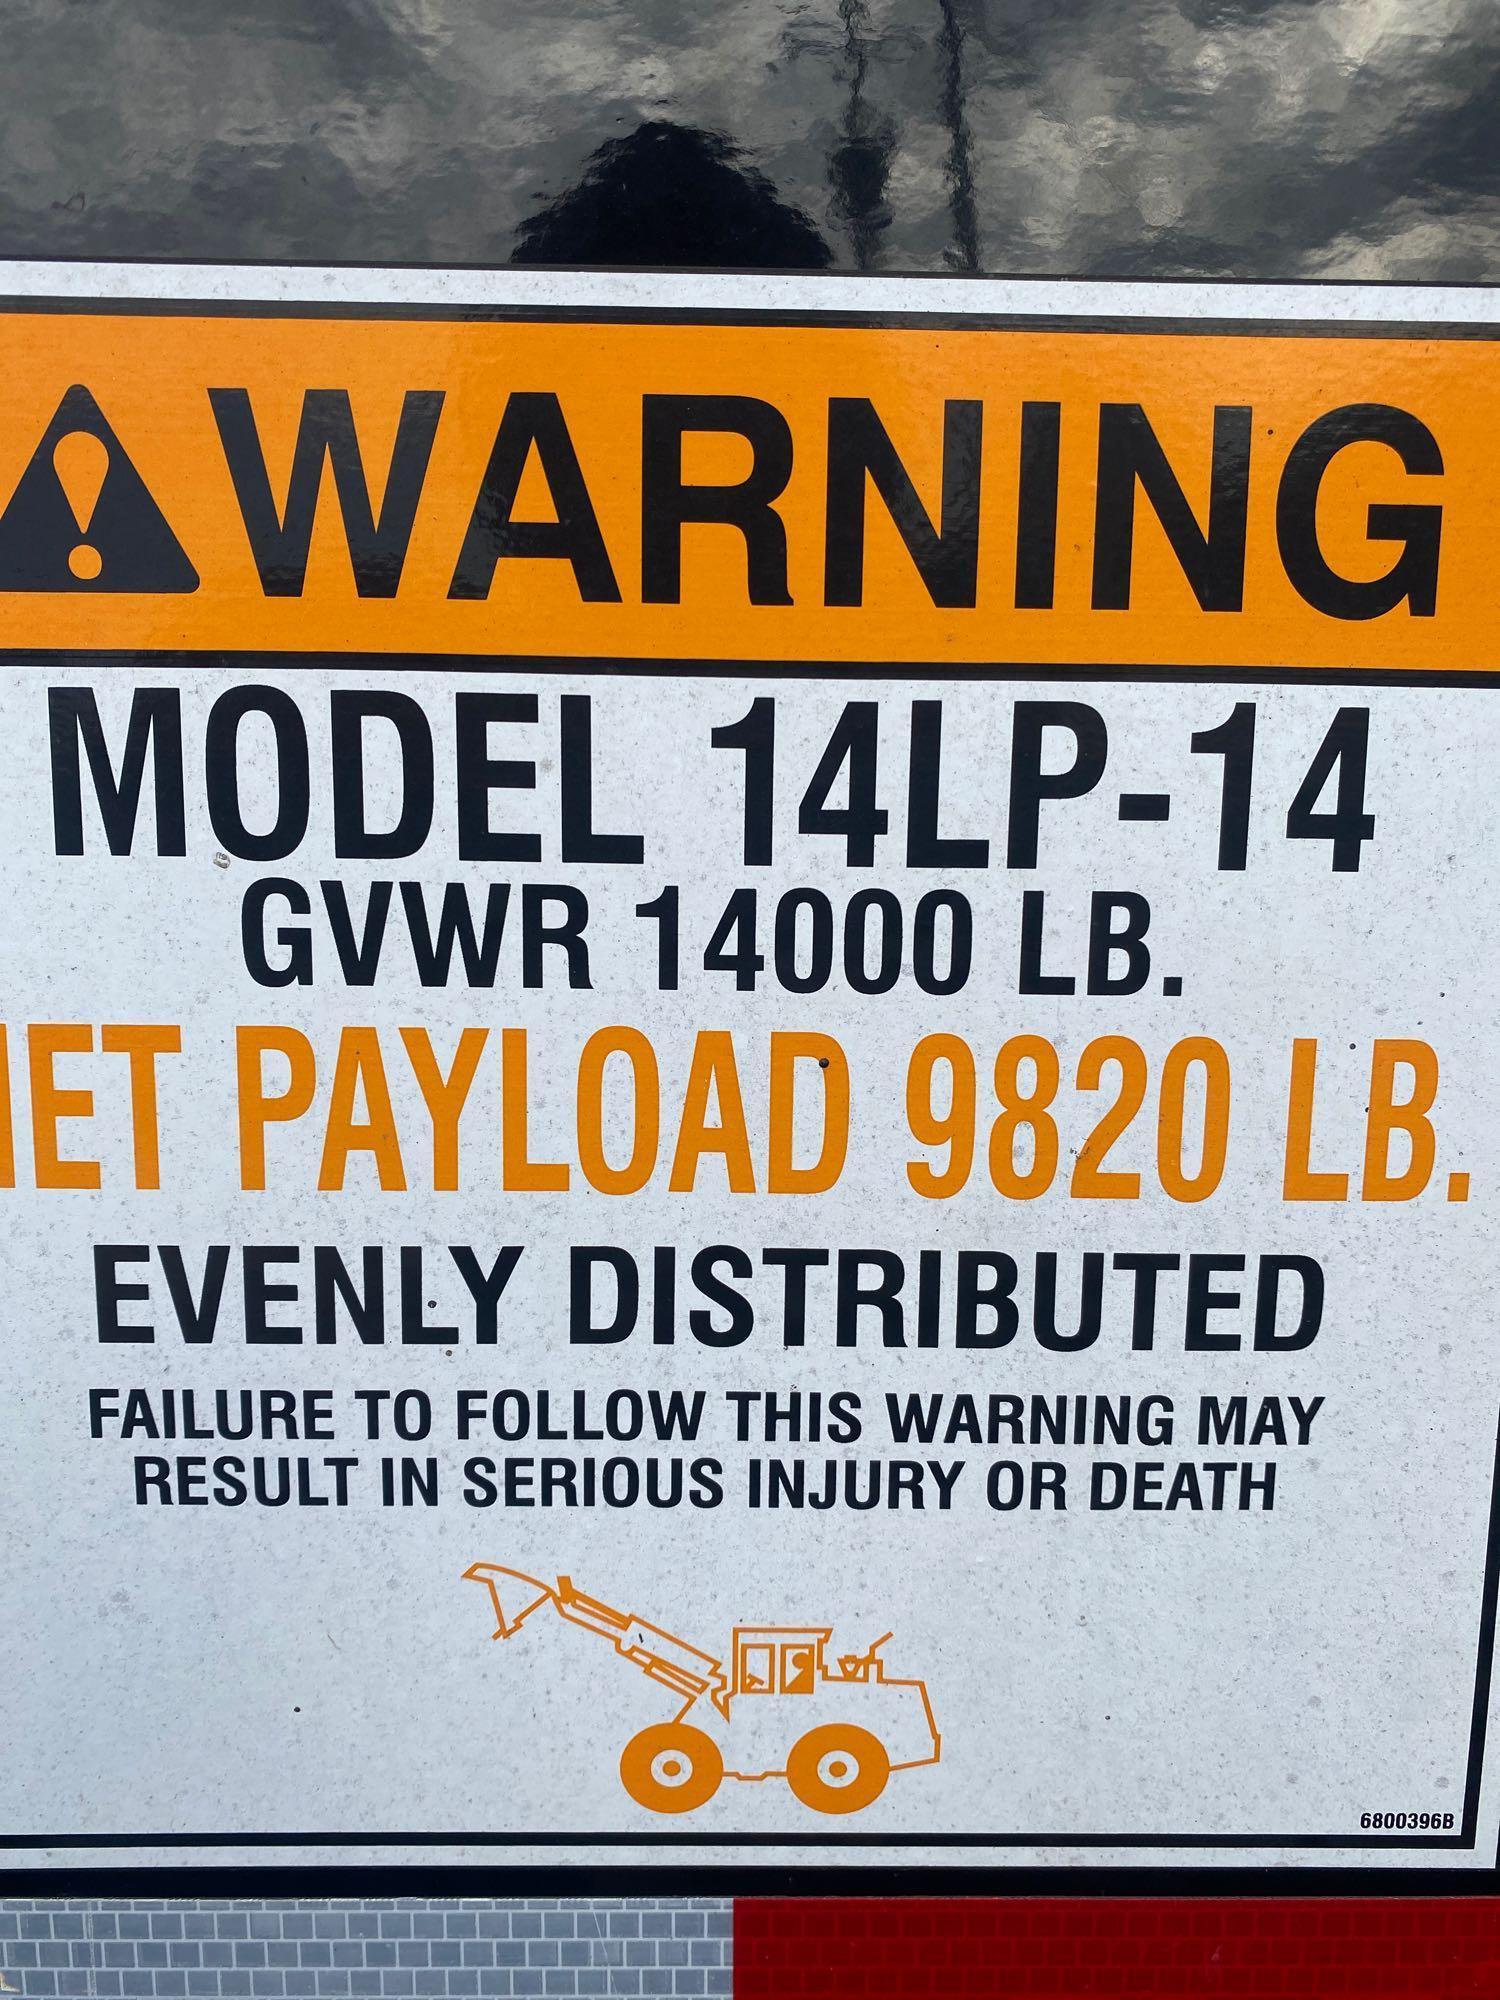 WARNING
MODEL 14LP-14
GVWR 14000 LB.
NET PAYLOAD 9820 LB.
EVENLY DISTRIBUTED
FAILURE TO FOLLOW THIS WARNING MAY
RESULT IN SERIOUS INJURY OR DEATH
6800396B